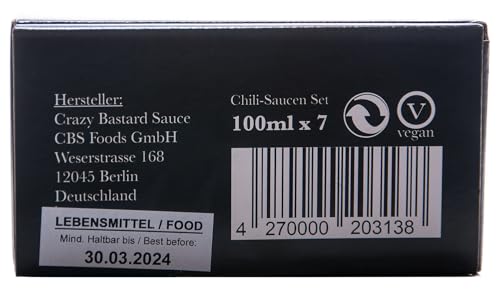 Hersteller:
Crazy Bastard Sauce
CBS Foods GmbH
Weserstrasse 168
12045 Berlin
Deutschland
LEBENSMITTEL / FOOD
Mind. Haltbar bis / Best before:
30.03.2024
Chili-Saucen Set
100ml x 7
V
vegan
4 270000 203138